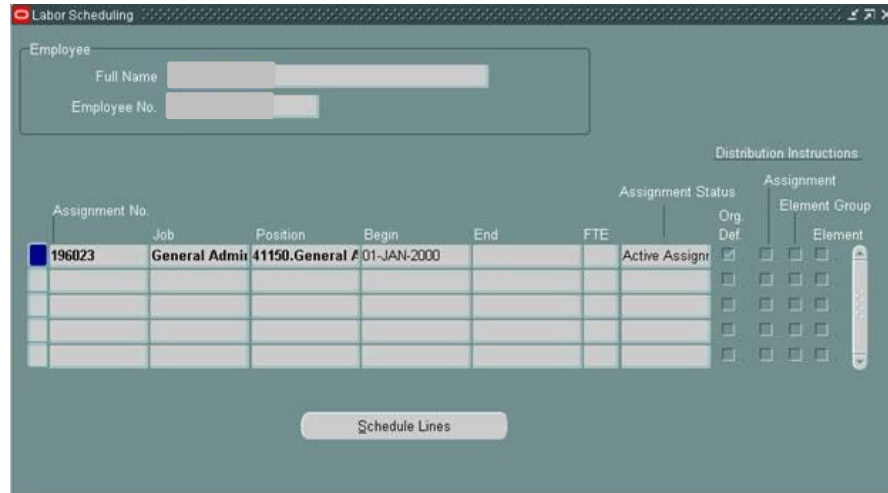 Labor Scheduling
Employee
Full Name
Employee No.
Distribution Instructions
Assignment Status
Assignment
Element Group
Assignment No.
Job
Position
Begin
End
FTE
Org.
Def.
Element
196023 General Admii 41150.General A 01-JAN-2000 Active Assignr
Schedule Lines